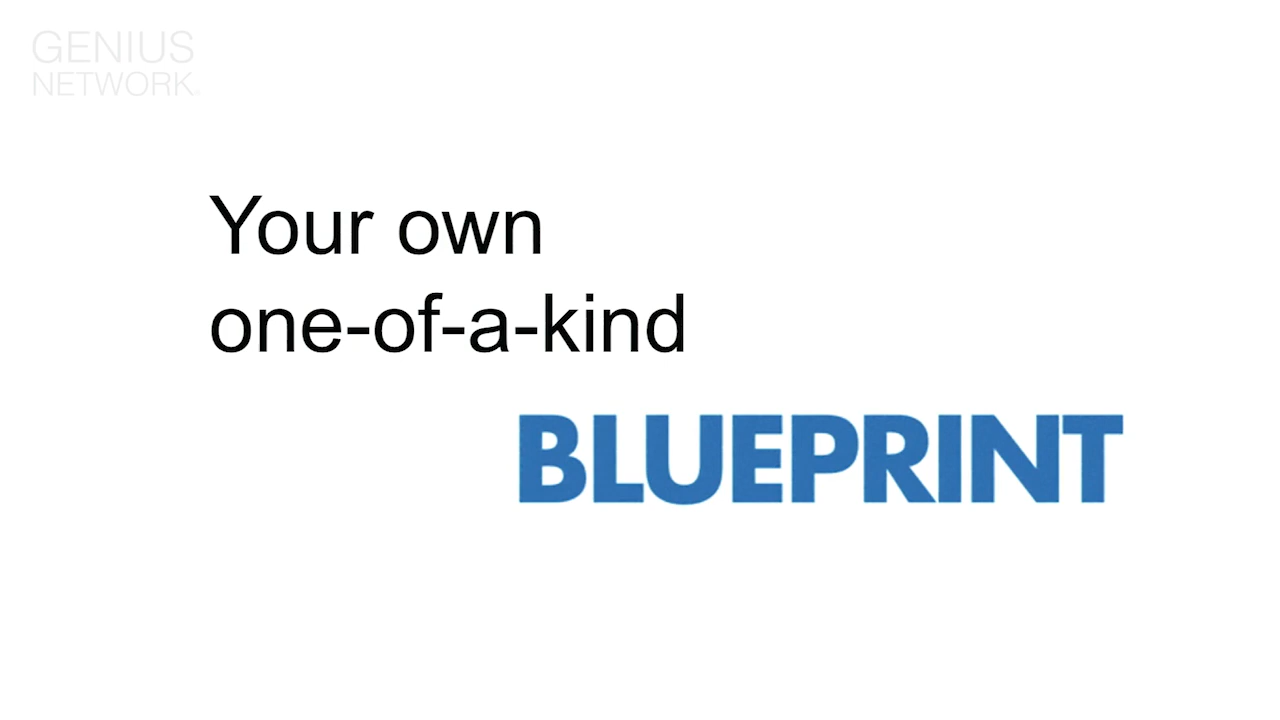 GENIUS
NETWORK®
Your own
one-of-a-kind
BLUEPRINT